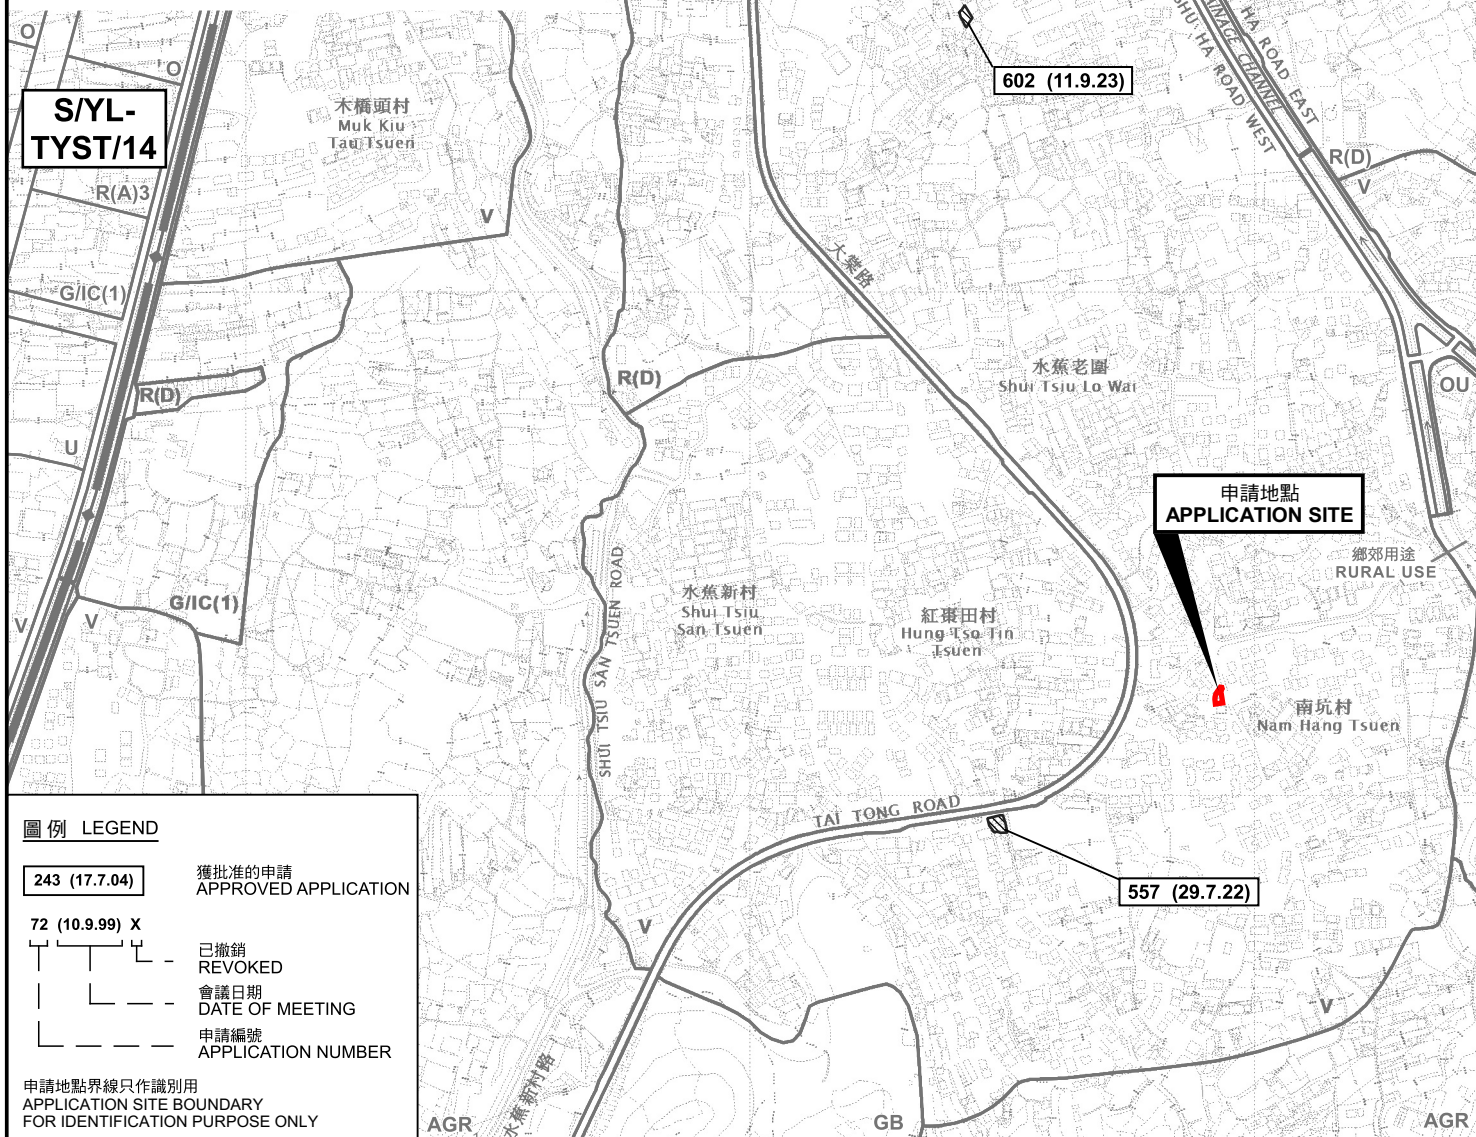 O
O
S/YL-
TYST/14
R(A)3
G/IC(1)
R(D)
U
V
V
G/IC(1)
木橋頭村
Muk Kiu
Tau Tsuen
V
602 (11.9.23)
HA ROAD EAST
SHU HA ROAD WEST
R(D)
V
大棠路
R(D)
水蕉老圍
Shui Tsiu Lo Wai
OU
申請地點
APPLICATION SITE
鄉郊用途
RURAL USE
SHUI TSIU SAN TSUEN ROAD
水蕉新村
Shui Tsiu
San Tsuen
紅棗田村
Hung Tso Tin
Tsuen
南坑村
Nam Hang Tsuen
TAI TONG ROAD
557 (29.7.22)
V
V
水蕉新村路
AGR
GB
AGR
圖例 LEGEND
243 (17.7.04)
獲批准的申請
APPROVED APPLICATION
72 (10.9.99) X
已撤銷
REVOKED
會議日期
DATE OF MEETING
申請編號
APPLICATION NUMBER
申請地點界線只作識別用
APPLICATION SITE BOUNDARY
FOR IDENTIFICATION PURPOSE ONLY